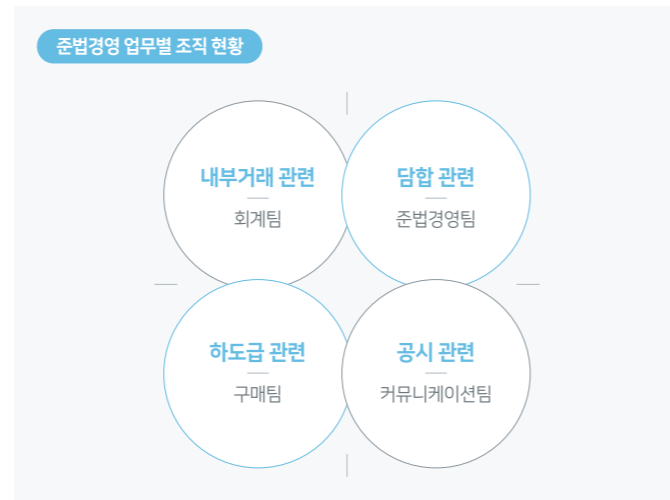 준법경영 업무별 조직 현황
내부거래 관련
회계팀
담합 관련
준법경영팀
하도급 관련
구매팀
공시 관련
커뮤니케이션팀